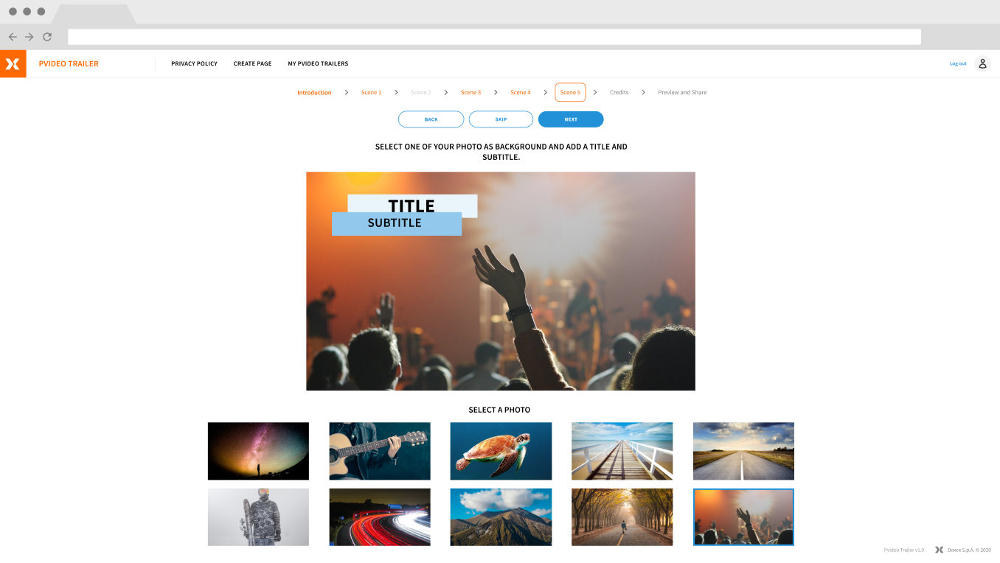 PVIDEO TRAILER
PRIVACY POLICY
CREATE PAGE
MY PVIDEO TRAILERS
Log out
Introduction
Scene 1
Scene 2
Scene 3
Scene 4
Scene 5
Credits
Preview and Share
BACK
SKIP
NEXT
SELECT ONE OF YOUR PHOTO AS BACKGROUND AND ADD A TITLE AND
SUBTITLE.
TITLE
SUBTITLE
SELECT A PHOTO
Pvideo Trailer v1.0
Doxee S.p.A. © 2020